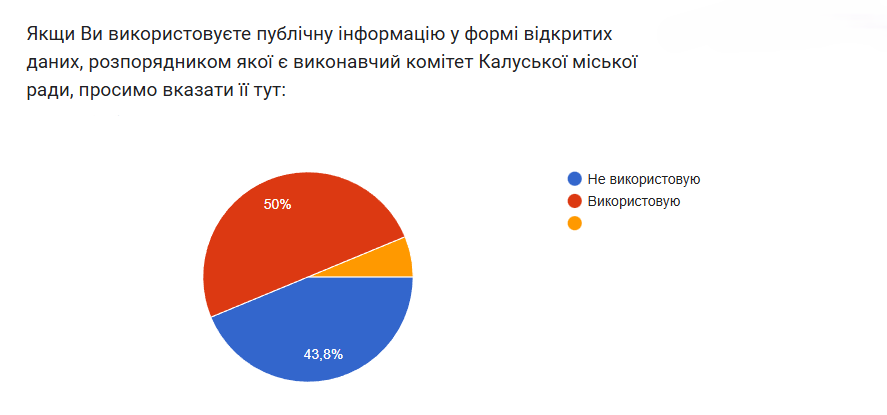 Якщи Ви використовуєте публічну інформацію у формі відкритих
даних, розпорядником якої є виконавчий комітет Калуської міської
ради, просимо вказати її тут:
Не використовую
Використовую
50%
43,8%